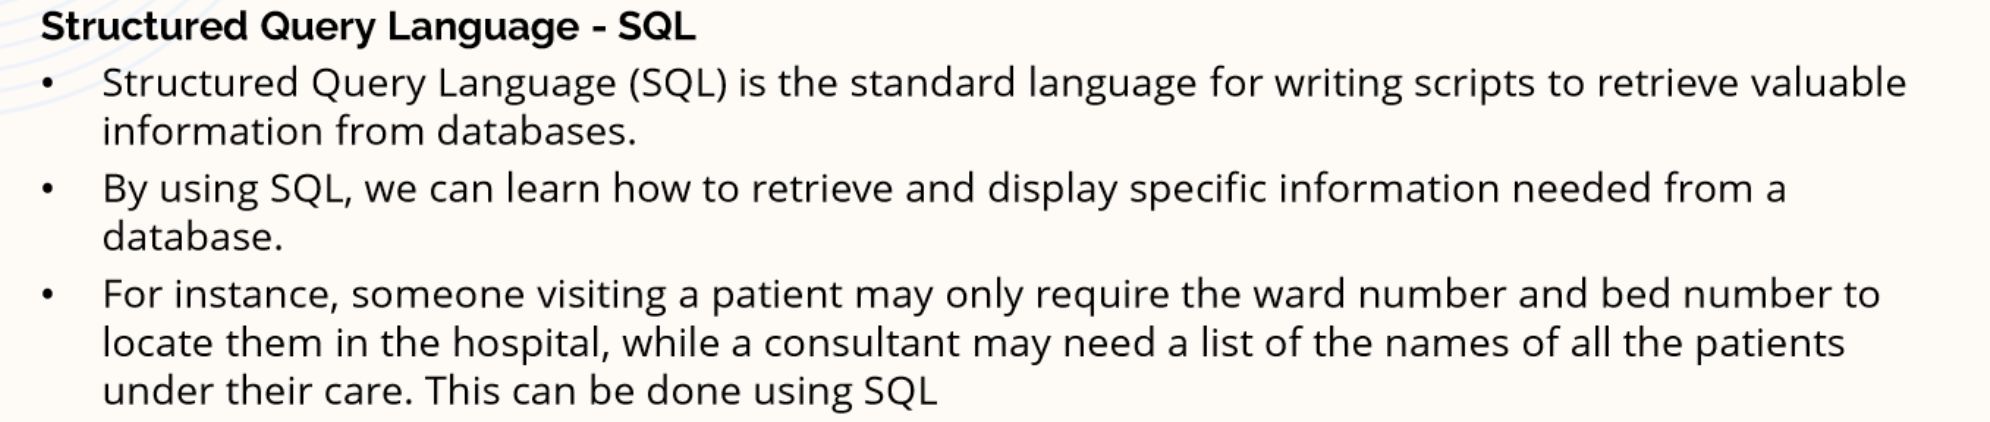 Structured Query Language - SQL
• Structured Query Language (SQL) is the standard language for writing scripts to retrieve valuable
information from databases.
• By using SQL, we can learn how to retrieve and display specific information needed from a
database.
• For instance, someone visiting a patient may only require the ward number and bed number to
locate them in the hospital, while a consultant may need a list of the names of all the patients
under their care. This can be done using SQL